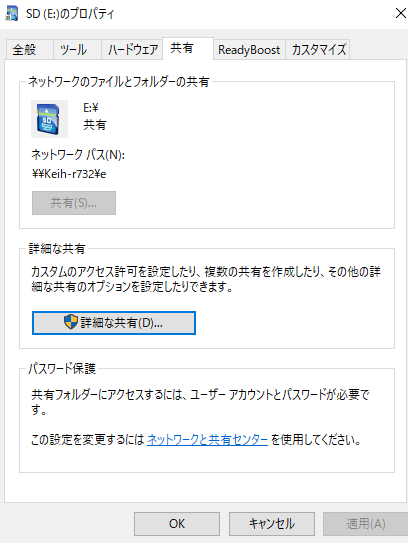 SD (E:)のプロパティ
全般 ツール ハードウェア 共有 ReadyBoost カスタマイズ
ネットワークのファイルとフォルダーの共有
E:¥
共有
ネットワーク パス(N):
¥¥Keih-r732¥e
共有(S)...
詳細な共有
カスタムのアクセス許可を設定したり、複数の共有を作成したり、その他の詳
細な共有のオプションを設定したりできます。
詳細な共有(D)...
パスワード保護
共有フォルダーにアクセスするには、ユーザー アカウントとパスワードが必要で
す。
この設定を変更するには ネットワークと共有センター を使用してください。
OK キャンセル 適用(A)